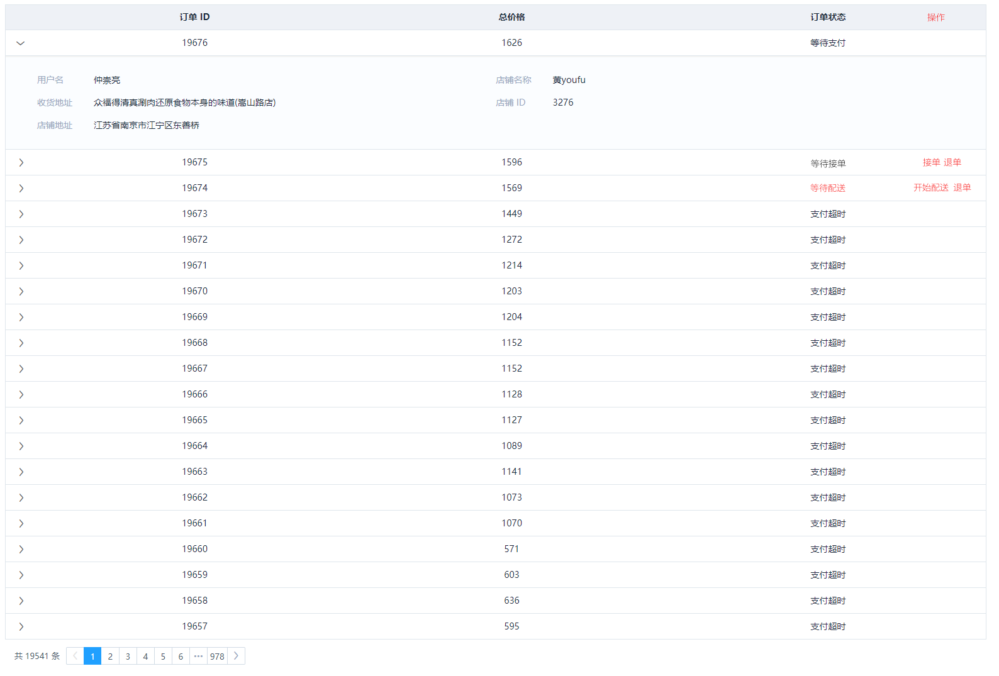 订单 ID 总价格 订单状态 操作
19676 1626 等待支付
用户名 仲崇亮 店铺名称 黄youfu
收货地址 众福得清真涮肉还原食物本身的味道(嵩山路店) 店铺 ID 3276
店铺地址 江苏省南京市江宁区东善桥
19675 1596 等待接单 接单 退单
19674 1569 等待配送 开始配送 退单
19673 1449 支付超时
19672 1272 支付超时
19671 1214 支付超时
19670 1203 支付超时
19669 1204 支付超时
19668 1152 支付超时
19667 1152 支付超时
19666 1128 支付超时
19665 1127 支付超时
19664 1089 支付超时
19663 1141 支付超时
19662 1073 支付超时
19661 1070 支付超时
19660 571 支付超时
19659 603 支付超时
19658 636 支付超时
19657 595 支付超时
共 19541 条 1 2 3 4 5 6 ··· 978